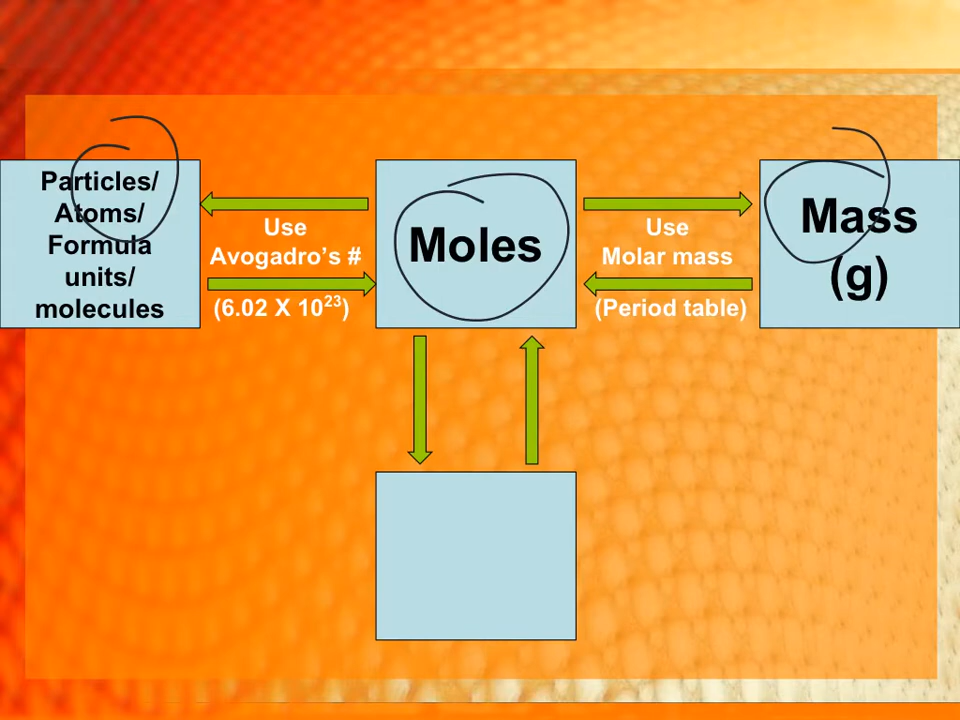 Particles/
Atoms/
Formula
units/
molecules
Use
Avogadro’s #
(6.02 X 10²³)
Moles
Use
Molar mass
(Period table)
Mass
(g)